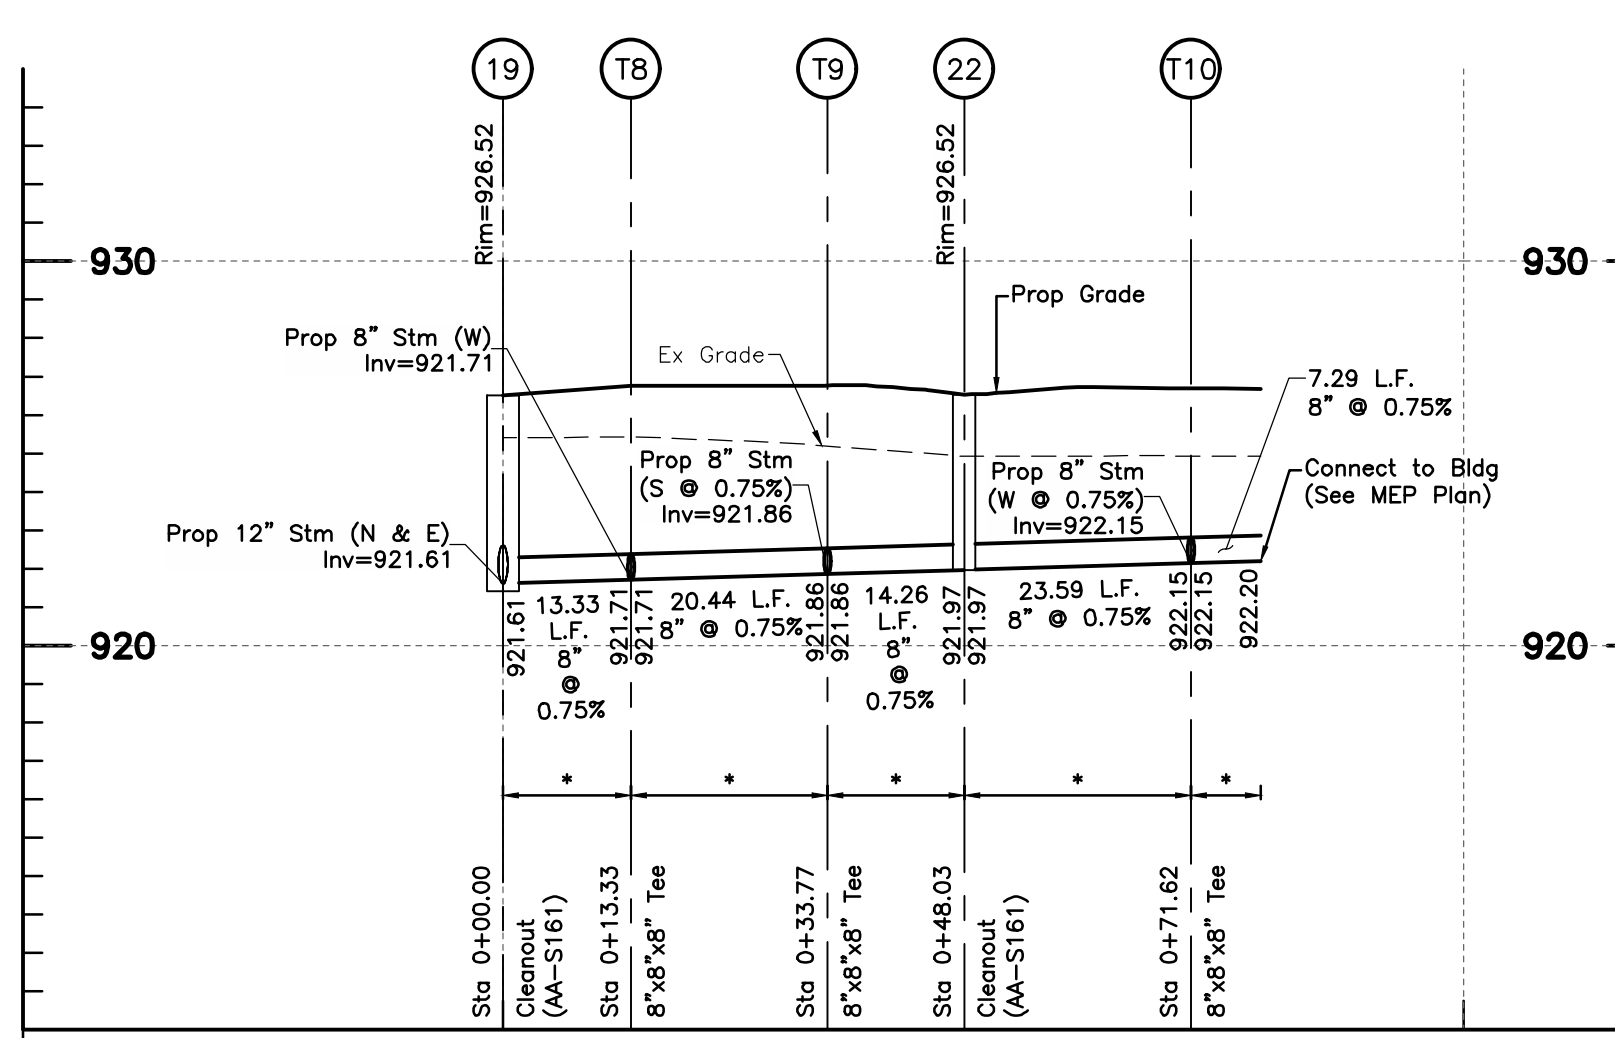 19
T8
T9
22
T10
Rim=926.52
Rim=926.52
930
930
Prop Grade
Prop 8" Stm (W)
Inv=921.71
Ex Grade
7.29 L.F.
8" @ 0.75%
Prop 8" Stm
(S @ 0.75%)
Inv=921.86
Prop 8" Stm
(W @ 0.75%)
Inv=922.15
Connect to Bldg
(See MEP Plan)
Prop 12" Stm (N & E)
Inv=921.61
921.61
13.33
L.F.
8"
@
0.75%
921.71
921.71
20.44 L.F.
8" @ 0.75%
921.86
921.86
14.26
L.F.
8"
@
0.75%
921.97
921.97
23.59 L.F.
8" @ 0.75%
922.15
922.15
922.20
920
920
*
*
*
*
*
Sta 0+00.00
Cleanout
(AA-S161)
Sta 0+13.33
8"x8"x8" Tee
Sta 0+33.77
8"x8"x8" Tee
Sta 0+48.03
Cleanout
(AA-S161)
Sta 0+71.62
8"x8"x8" Tee